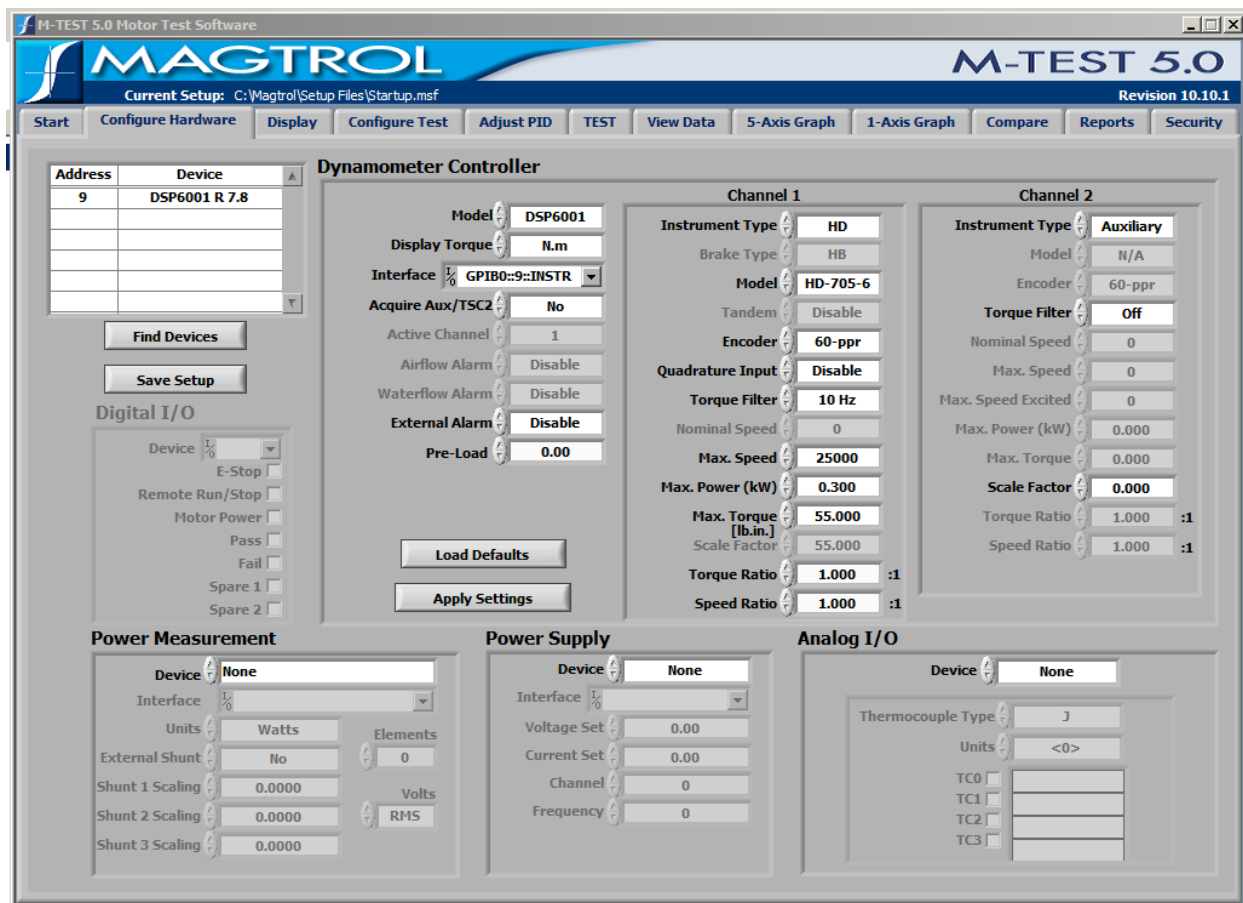 M-TEST 5.0 Motor Test Software
MAGTROL
M-TEST 5.0
Current Setup: C:\Magtrol\Setup Files\Startup.msf
Revision 10.10.1
Start Configure Hardware Display Configure Test Adjust PID TEST View Data 5-Axis Graph 1-Axis Graph Compare Reports Security
Address Device
9 DSP6001 R 7.8
Find Devices
Save Setup
Digital I/O
Device I/O
E-Stop
Remote Run/Stop
Motor Power
Pass
Fail
Spare 1
Spare 2
Dynamometer Controller
Model DSP6001
Display Torque N.m
Interface I/O GPIB0::9::INSTR
Acquire Aux/TSC2 No
Active Channel 1
Airflow Alarm Disable
Waterflow Alarm Disable
External Alarm Disable
Pre-Load 0.00
Load Defaults
Apply Settings
Channel 1
Instrument Type HD
Brake Type HB
Model HD-705-6
Tandem Disable
Encoder 60-ppr
Quadrature Input Disable
Torque Filter 10 Hz
Nominal Speed 0
Max. Speed 25000
Max. Power (kW) 0.300
Max. Torque 55.000
[lb.in.]
Scale Factor 55.000
Torque Ratio 1.000 :1
Speed Ratio 1.000 :1
Channel 2
Instrument Type Auxiliary
Model N/A
Encoder 60-ppr
Torque Filter Off
Nominal Speed 0
Max. Speed 0
Max. Speed Excited 0
Max. Power (kW) 0.000
Max. Torque 0.000
Scale Factor 0.000
Torque Ratio 1.000 :1
Speed Ratio 1.000 :1
Power Measurement
Device None
Interface I/O
Units Watts
External Shunt No
Shunt 1 Scaling 0.0000
Shunt 2 Scaling 0.0000
Shunt 3 Scaling 0.0000
Elements
0
Volts
RMS
Power Supply
Device None
Interface I/O
Voltage Set 0.00
Current Set 0.00
Channel 0
Frequency 0
Analog I/O
Device None
Thermocouple Type J
Units <0>
TC0
TC1
TC2
TC3